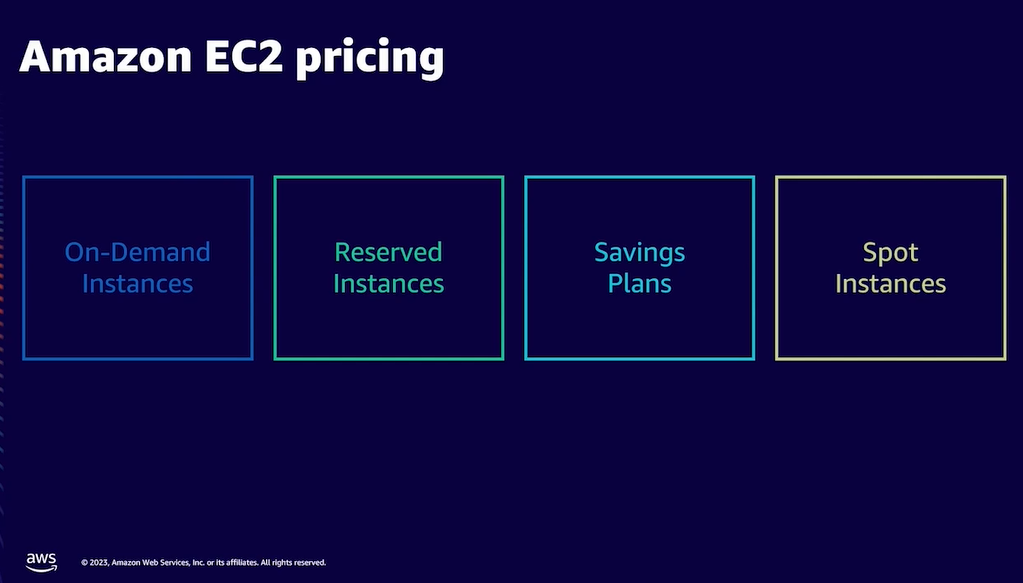 Amazon EC2 pricing
On-Demand
Instances
Reserved
Instances
Savings
Plans
Spot
Instances
aws
© 2023, Amazon Web Services, Inc. or its affiliates. All rights reserved.